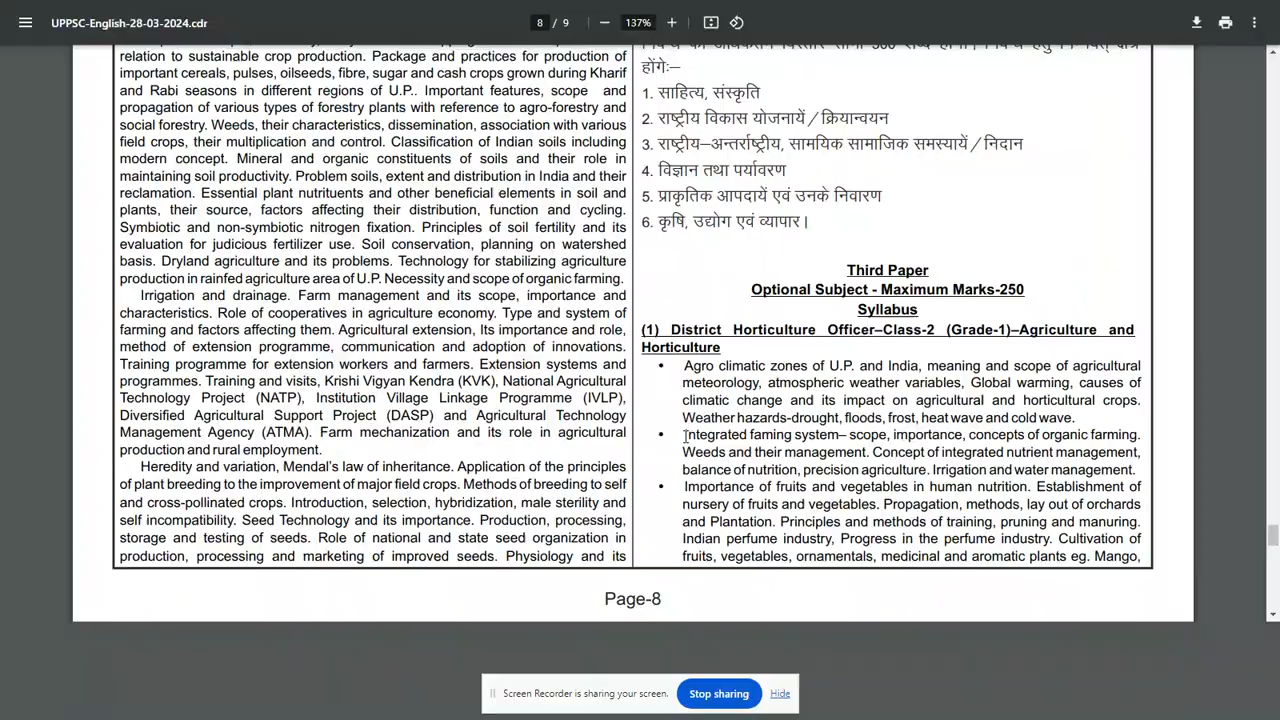 UPPSC-English-28-03-2024.cdr
8 / 9
137%
relation to sustainable crop production. Package and practices for production of
important cereals, pulses, oilseeds, fibre, sugar and cash crops grown during Kharif
and Rabi seasons in different regions of U.P.. Important features, scope and
propagation of various types of forestry plants with reference to agro-forestry and
social forestry. Weeds, their characteristics, dissemination, association with various
field crops, their multiplication and control. Classification of Indian soils including
modern concept. Mineral and organic constituents of soils and their role in
maintaining soil productivity. Problem soils, extent and distribution in India and their
reclamation. Essential plant nutrituents and other beneficial elements in soil and
plants, their source, factors affecting their distribution, function and cycling.
Symbiotic and non-symbiotic nitrogen fixation. Principles of soil fertility and its
evaluation for judicious fertilizer use. Soil conservation, planning on watershed
basis. Dryland agriculture and its problems. Technology for stabilizing agriculture
production in rainfed agriculture area of U.P. Necessity and scope of organic farming.
Irrigation and drainage. Farm management and its scope, importance and
characteristics. Role of cooperatives in agriculture economy. Type and system of
farming and factors affecting them. Agricultural extension, Its importance and role,
method of extension programme, communication and adoption of innovations.
Training programme for extension workers and farmers. Extension systems and
programmes. Training and visits, Krishi Vigyan Kendra (KVK), National Agricultural
Technology Project (NATP), Institution Village Linkage Programme (IVLP),
Diversified Agricultural Support Project (DASP) and Agricultural Technology
Management Agency (ATMA). Farm mechanization and its role in agricultural
production and rural employment.
Heredity and variation, Mendal's law of inheritance. Application of the principles
of plant breeding to the improvement of major field crops. Methods of breeding to self
and cross-pollinated crops. Introduction, selection, hybridization, male sterility and
self incompatibility. Seed Technology and its importance. Production, processing,
storage and testing of seeds. Role of national and state seed organization in
production, processing and marketing of improved seeds. Physiology and its
होंगेः–
1. साहित्य, संस्कृति
2. राष्ट्रीय विकास योजनायें/क्रियान्वयन
3. राष्ट्रीय–अन्तर्राष्ट्रीय, सामयिक सामाजिक समस्यायें/निदान
4. विज्ञान तथा पर्यावरण
5. प्राकृतिक आपदायें एवं उनके निवारण
6. कृषि, उद्योग एवं व्यापार।
Third Paper
Optional Subject - Maximum Marks-250
Syllabus
(1) District Horticulture Officer–Class-2 (Grade-1)–Agriculture and
Horticulture
• Agro climatic zones of U.P. and India, meaning and scope of agricultural
meteorology, atmospheric weather variables, Global warming, causes of
climatic change and its impact on agricultural and horticultural crops.
Weather hazards-drought, floods, frost, heat wave and cold wave.
• Integrated faming system– scope, importance, concepts of organic farming.
Weeds and their management. Concept of integrated nutrient management,
balance of nutrition, precision agriculture. Irrigation and water management.
• Importance of fruits and vegetables in human nutrition. Establishment of
nursery of fruits and vegetables. Propagation, methods, lay out of orchards
and Plantation. Principles and methods of training, pruning and manuring.
Indian perfume industry, Progress in the perfume industry. Cultivation of
fruits, vegetables, ornamentals, medicinal and aromatic plants eg. Mango,
Page-8
Screen Recorder is sharing your screen. Stop sharing Hide